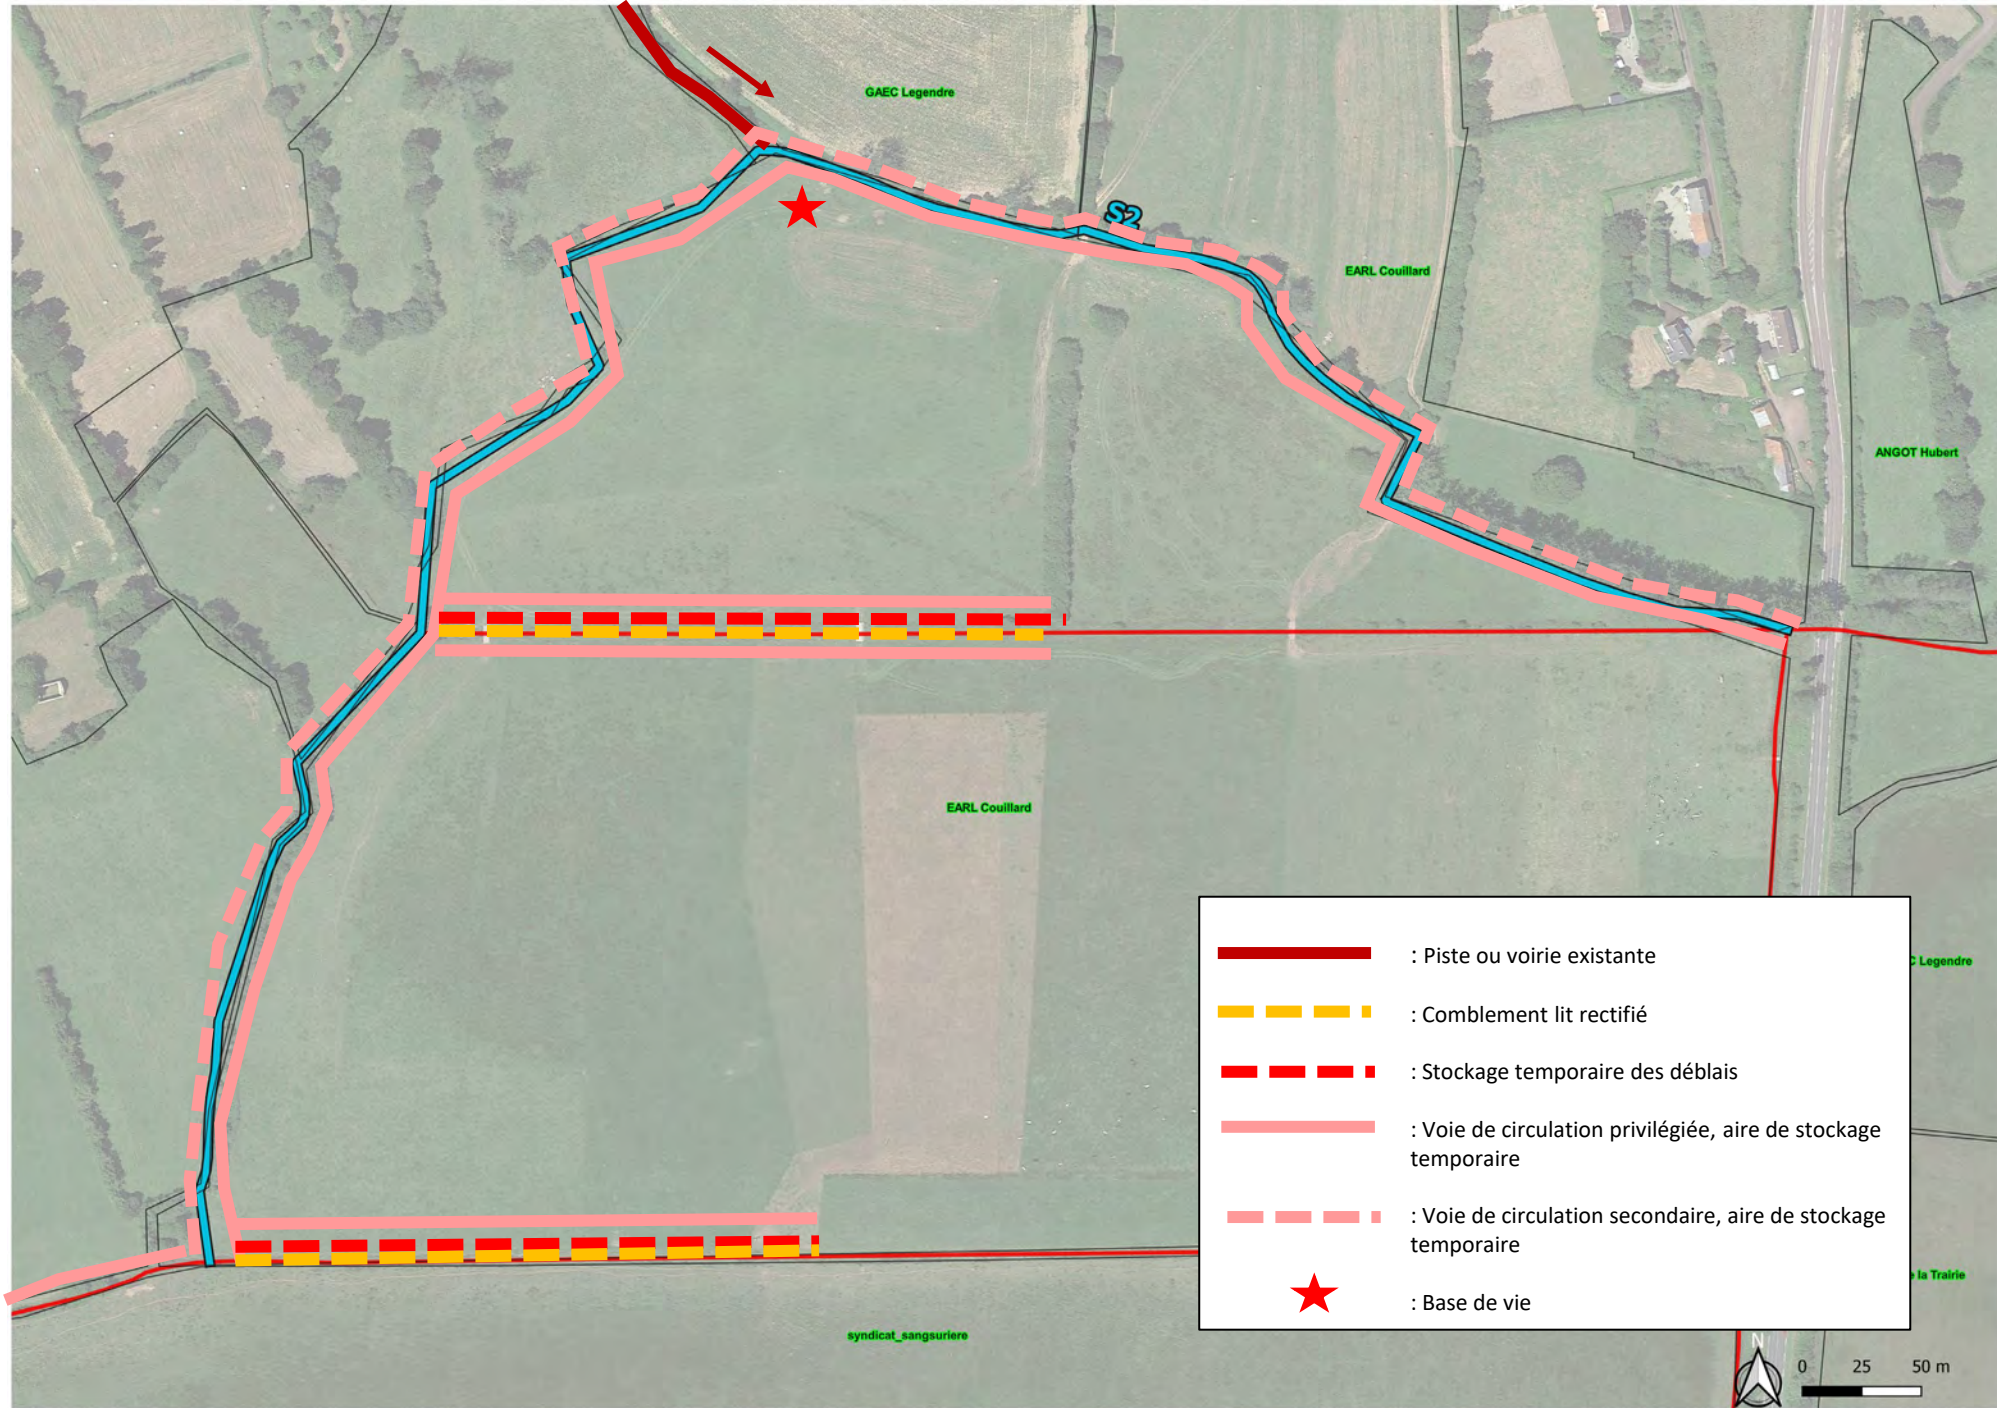 GAEC Legendre
S2
EARL Couillard
ANGOT Hubert
EARL Couillard
: Piste ou voirie existante
C Legendre
: Comblement lit rectifié
: Stockage temporaire des déblais
: Voie de circulation privilégiée, aire de stockage
temporaire
: Voie de circulation secondaire, aire de stockage
temporaire
e la Trairie
: Base de vie
syndicat_sangsuriere
N
0 25 50 m